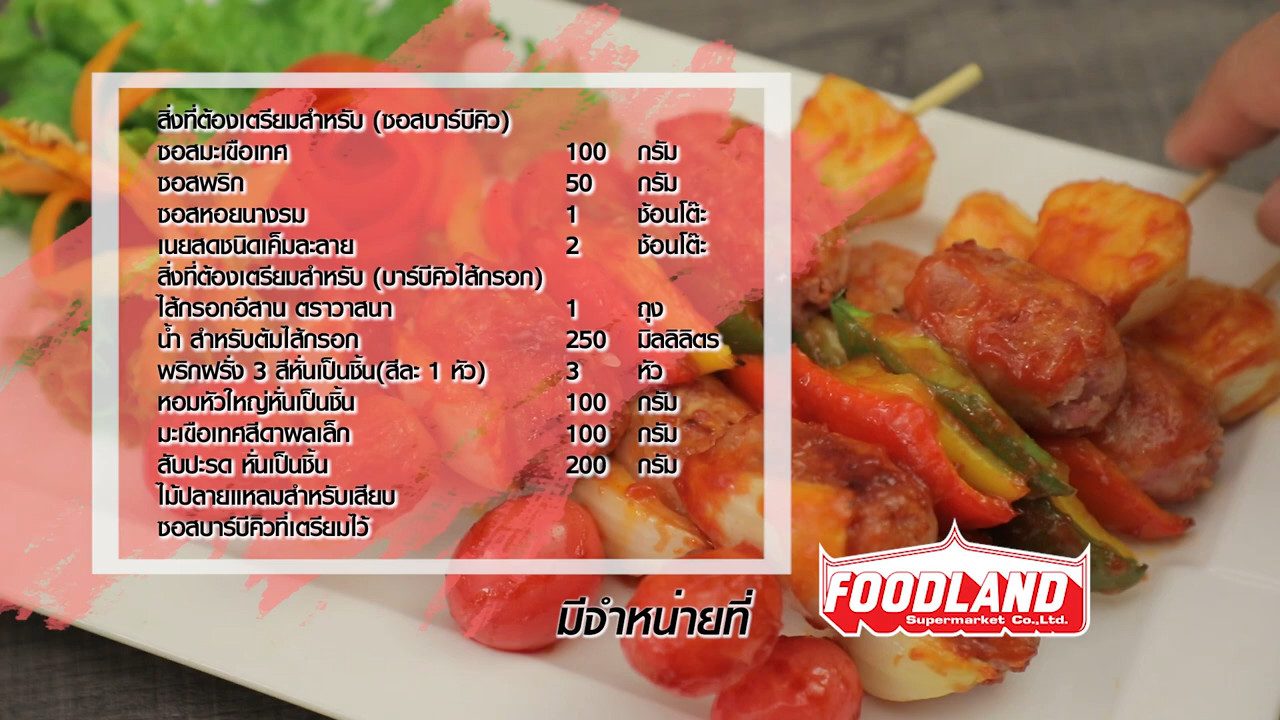 สิ่งที่ต้องเตรียมสำหรับ (ซอสบาร์บีคิว)
ซอสมะเขือเทศ 100 กรัม
ซอสพริก 50 กรัม
ซอสหอยนางรม 1 ช้อนโต๊ะ
เนยสดชนิดเค็มละลาย 2 ช้อนโต๊ะ
สิ่งที่ต้องเตรียมสำหรับ (บาร์บีคิวไส้กรอก)
ไส้กรอกอีสาน ตราวาสนา 1 ถุง
น้ำ สำหรับต้มไส้กรอก 250 มิลลิลิตร
พริกฝรั่ง 3 สีหั่นเป็นชิ้น(สีละ 1 หัว) 3 หัว
หอมหัวใหญ่หั่นเป็นชิ้น 100 กรัม
มะเขือเทศสีดาผลเล็ก 100 กรัม
สับปะรด หั่นเป็นชิ้น 200 กรัม
ไม้ปลายแหลมสำหรับเสียบ
ซอสบาร์บีคิวที่เตรียมไว้
มีจำหน่ายที่
FOODLAND
Supermarket Co.,Ltd.